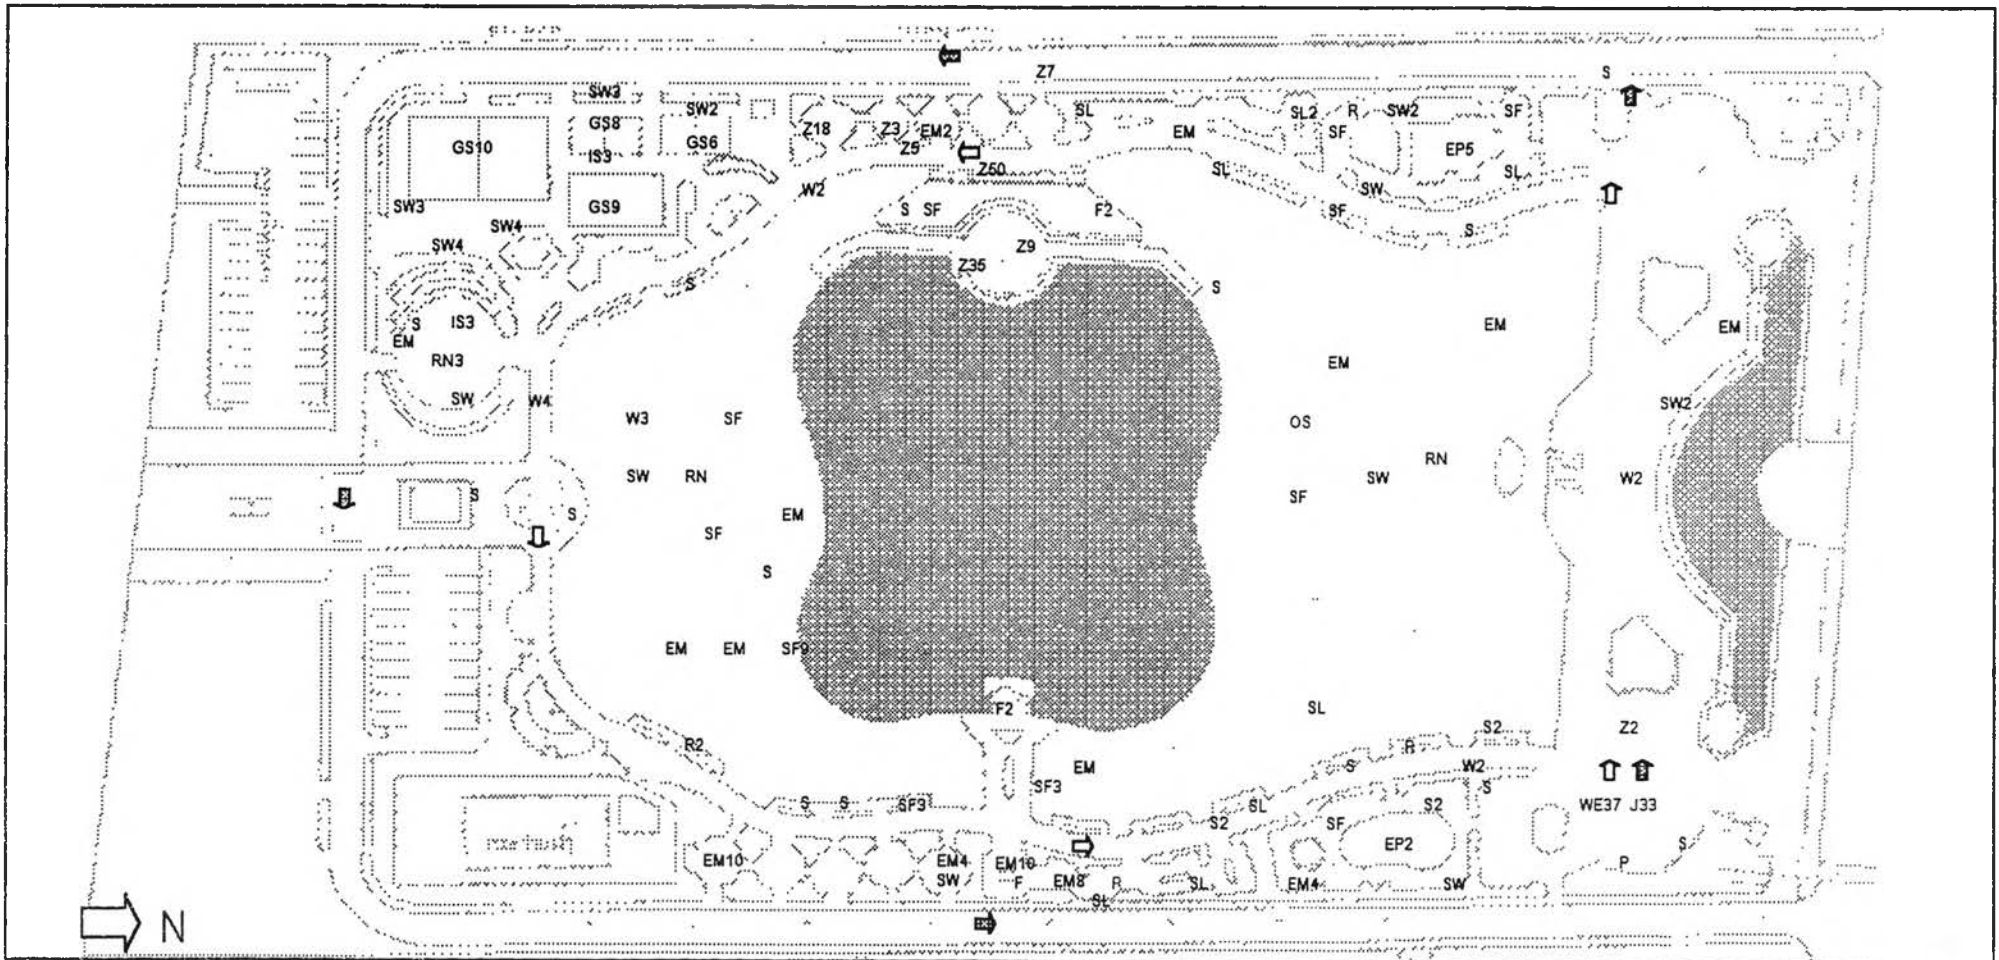 Z7 S
SW3 SW2 SL SL2 R SW2 SF
GS8 Z18 Z3 EM2 EM SF
GS10 GS6 Z5 EP5
IS3 Z50 SL SL
SW3 GS9 W2 S SF F2 SF SW
SW4 SW4 Z9 S
Z35
S S
S IS3 EM EM
EM
RN3 EM
SW W4 SW2
W3 SF OS
SW RN RN
S SF SW W2
S EM
SF
S
EM EM SF9
F2 SL
R2 S2 Z2
R
EM S W2
SF3 S
S S SF3 SL S2 WE37 J33
S2 SF
EP2 S
EM10 EM4 EM10 P
SW F EM8 R SL EM4 SW
SL
N